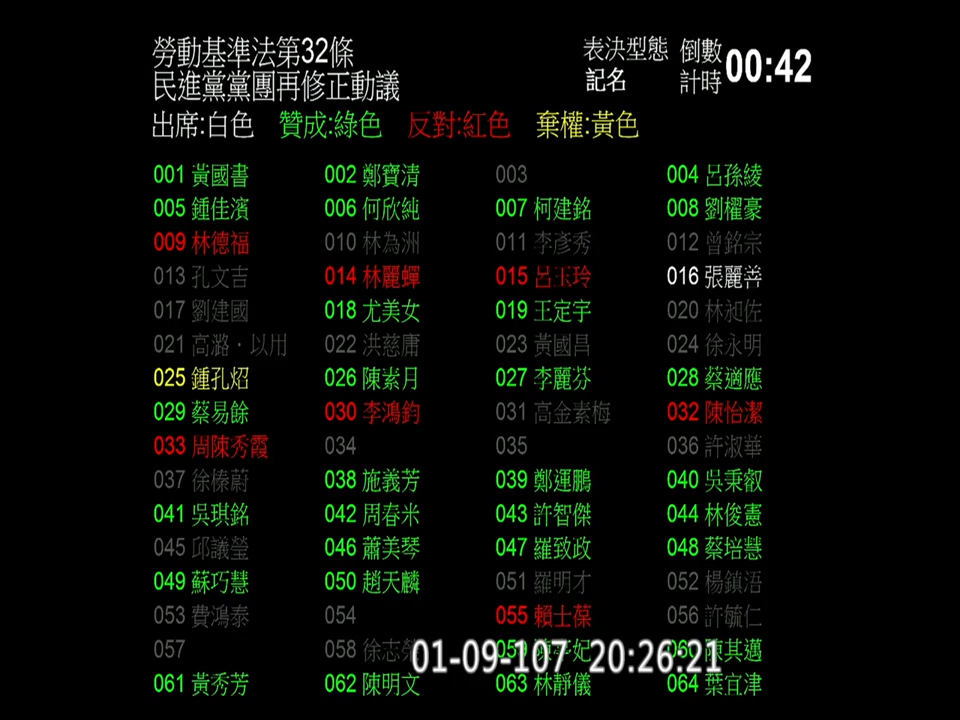 勞動基準法第32條
民進黨黨團再修正動議
表決型態 記名
倒數計時 00:42
出席:白色 贊成:綠色 反對:紅色 棄權:黃色
001 黃國書 002 鄭寶清 003 004 呂孫綾
005 鍾佳濱 006 何欣純 007 柯建銘 008 劉櫂豪
009 林德福 010 林為洲 011 李彥秀 012 曾銘宗
013 孔文吉 014 林麗蟬 015 呂玉玲 016 張麗善
017 劉建國 018 尤美女 019 王定宇 020 林昶佐
021 高潞．以用 022 洪慈庸 023 黃國昌 024 徐永明
025 鍾孔炤 026 陳素月 027 李麗芬 028 蔡適應
029 蔡易餘 030 李鴻鈞 031 高金素梅 032 陳怡潔
033 周陳秀霞 034 035 036 許淑華
037 徐榛蔚 038 施義芳 039 鄭運鵬 040 吳秉叡
041 吳琪銘 042 周春米 043 許智傑 044 林俊憲
045 邱議瑩 046 蕭美琴 047 羅致政 048 蔡培慧
049 蘇巧慧 050 趙天麟 051 羅明才 052 楊鎮浯
053 費鴻泰 054 055 賴士葆 056 許毓仁
057 058 徐志榮 059 陳亭妃 060 陳其邁
01-09-107 20:26:21
061 黃秀芳 062 陳明文 063 林靜儀 064 葉宜津